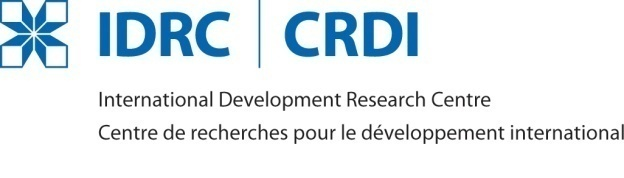 IDRC | CRDI
International Development Research Centre
Centre de recherches pour le développement international